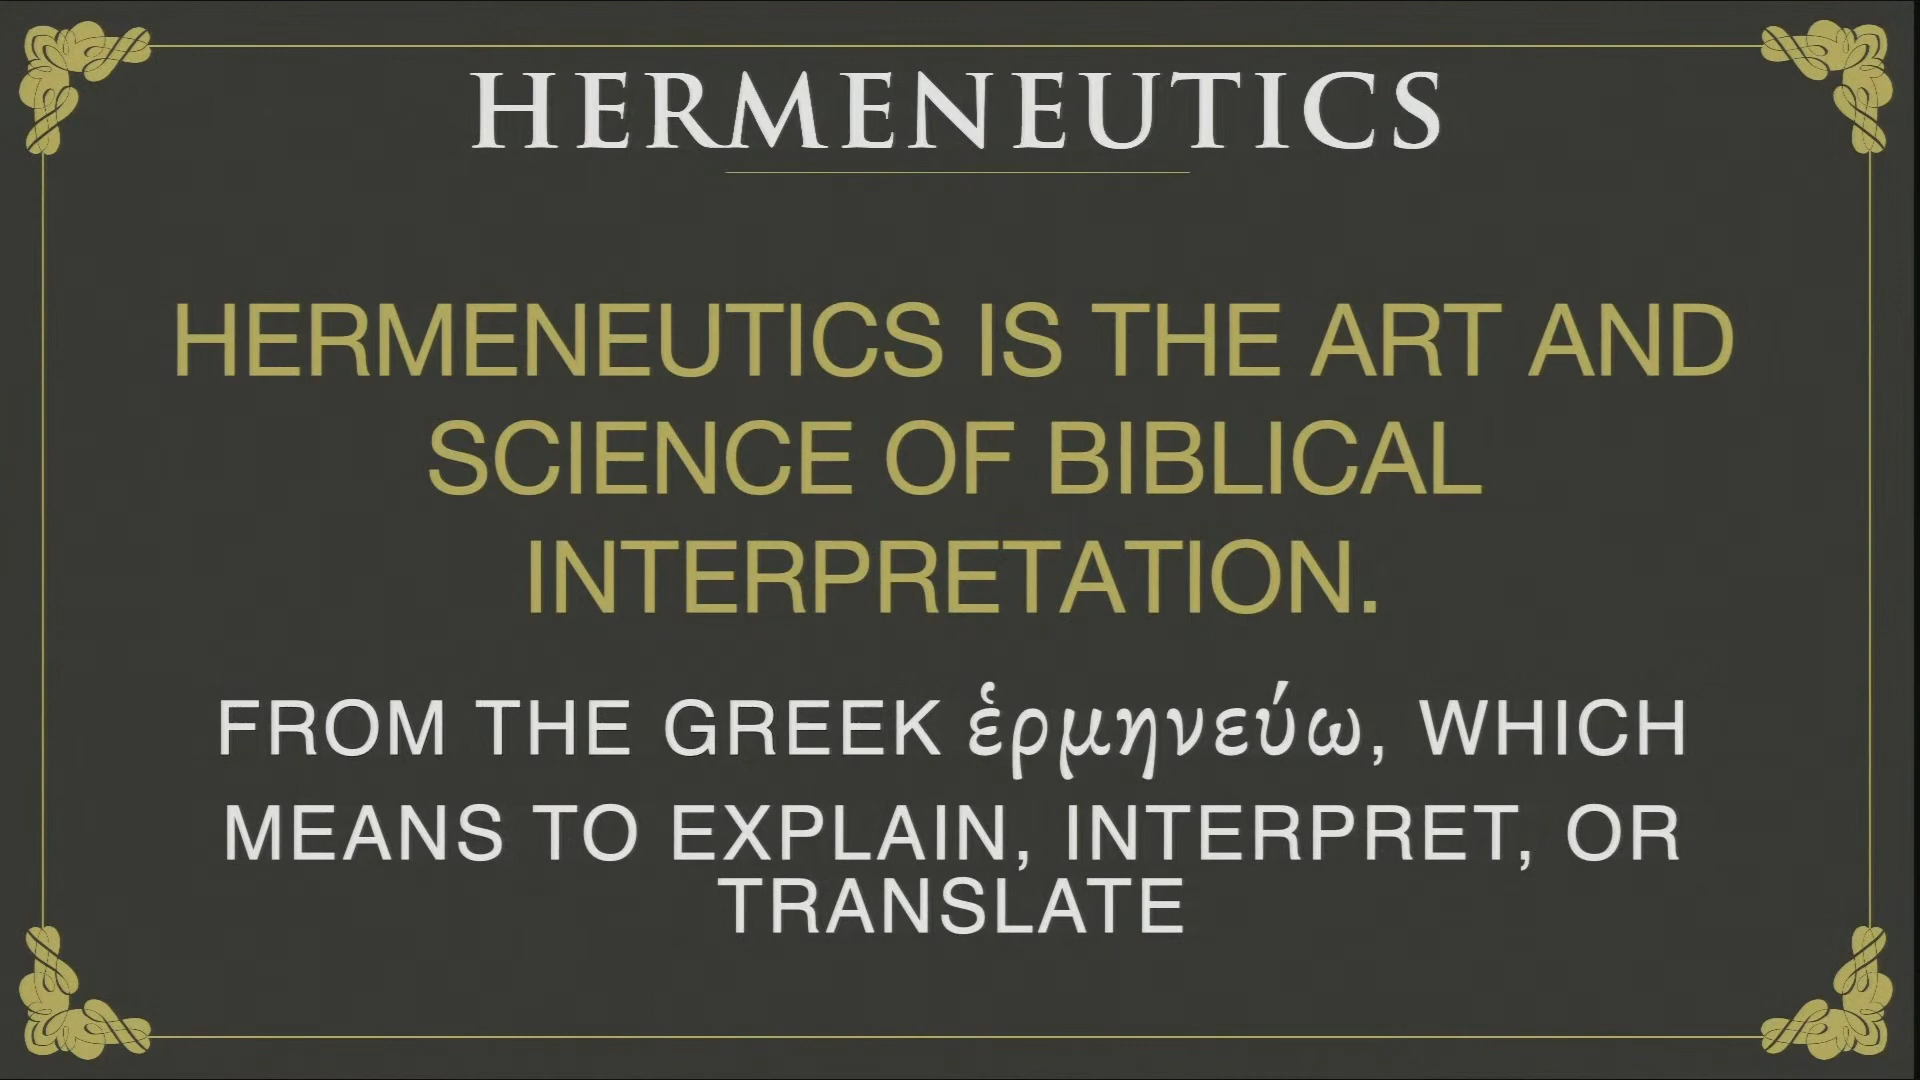 HERMENEUTICS
HERMENEUTICS IS THE ART AND
SCIENCE OF BIBLICAL
INTERPRETATION.
FROM THE GREEK ἑρμηνεύω, WHICH
MEANS TO EXPLAIN, INTERPRET, OR
TRANSLATE